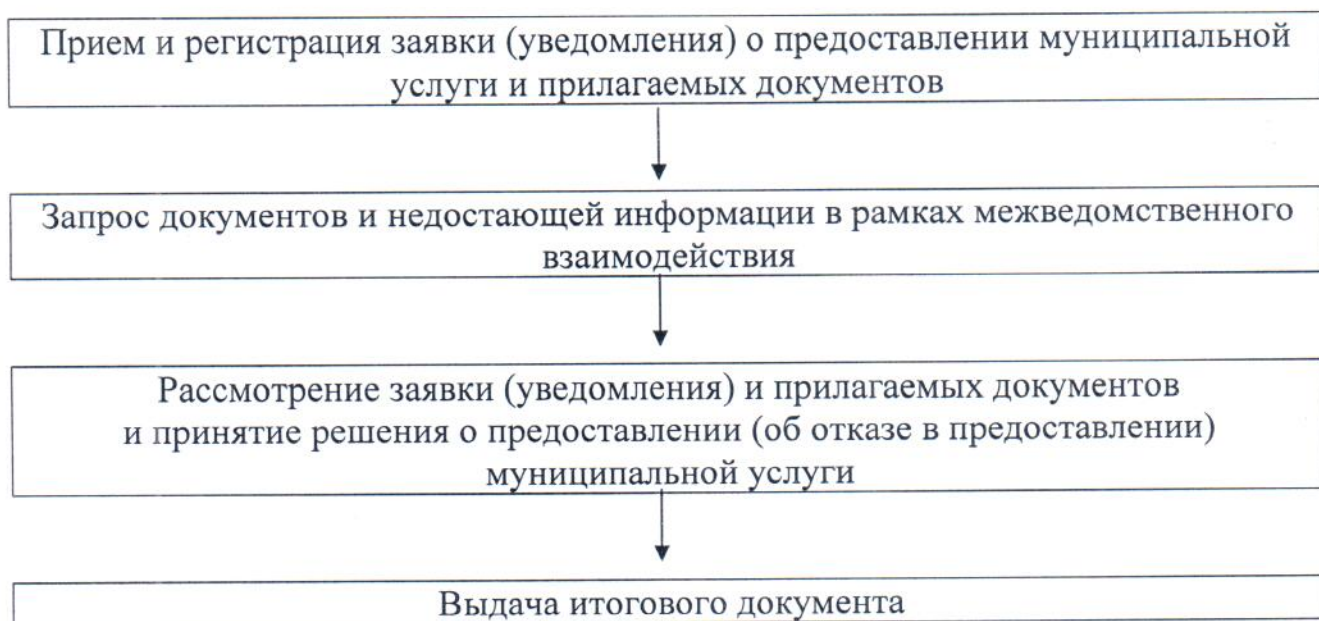 Прием и регистрация заявки (уведомления) о предоставлении муниципальной
услуги и прилагаемых документов
Запрос документов и недостающей информации в рамках межведомственного
взаимодействия
Рассмотрение заявки (уведомления) и прилагаемых документов
и принятие решения о предоставлении (об отказе в предоставлении)
муниципальной услуги
Выдача итогового документа